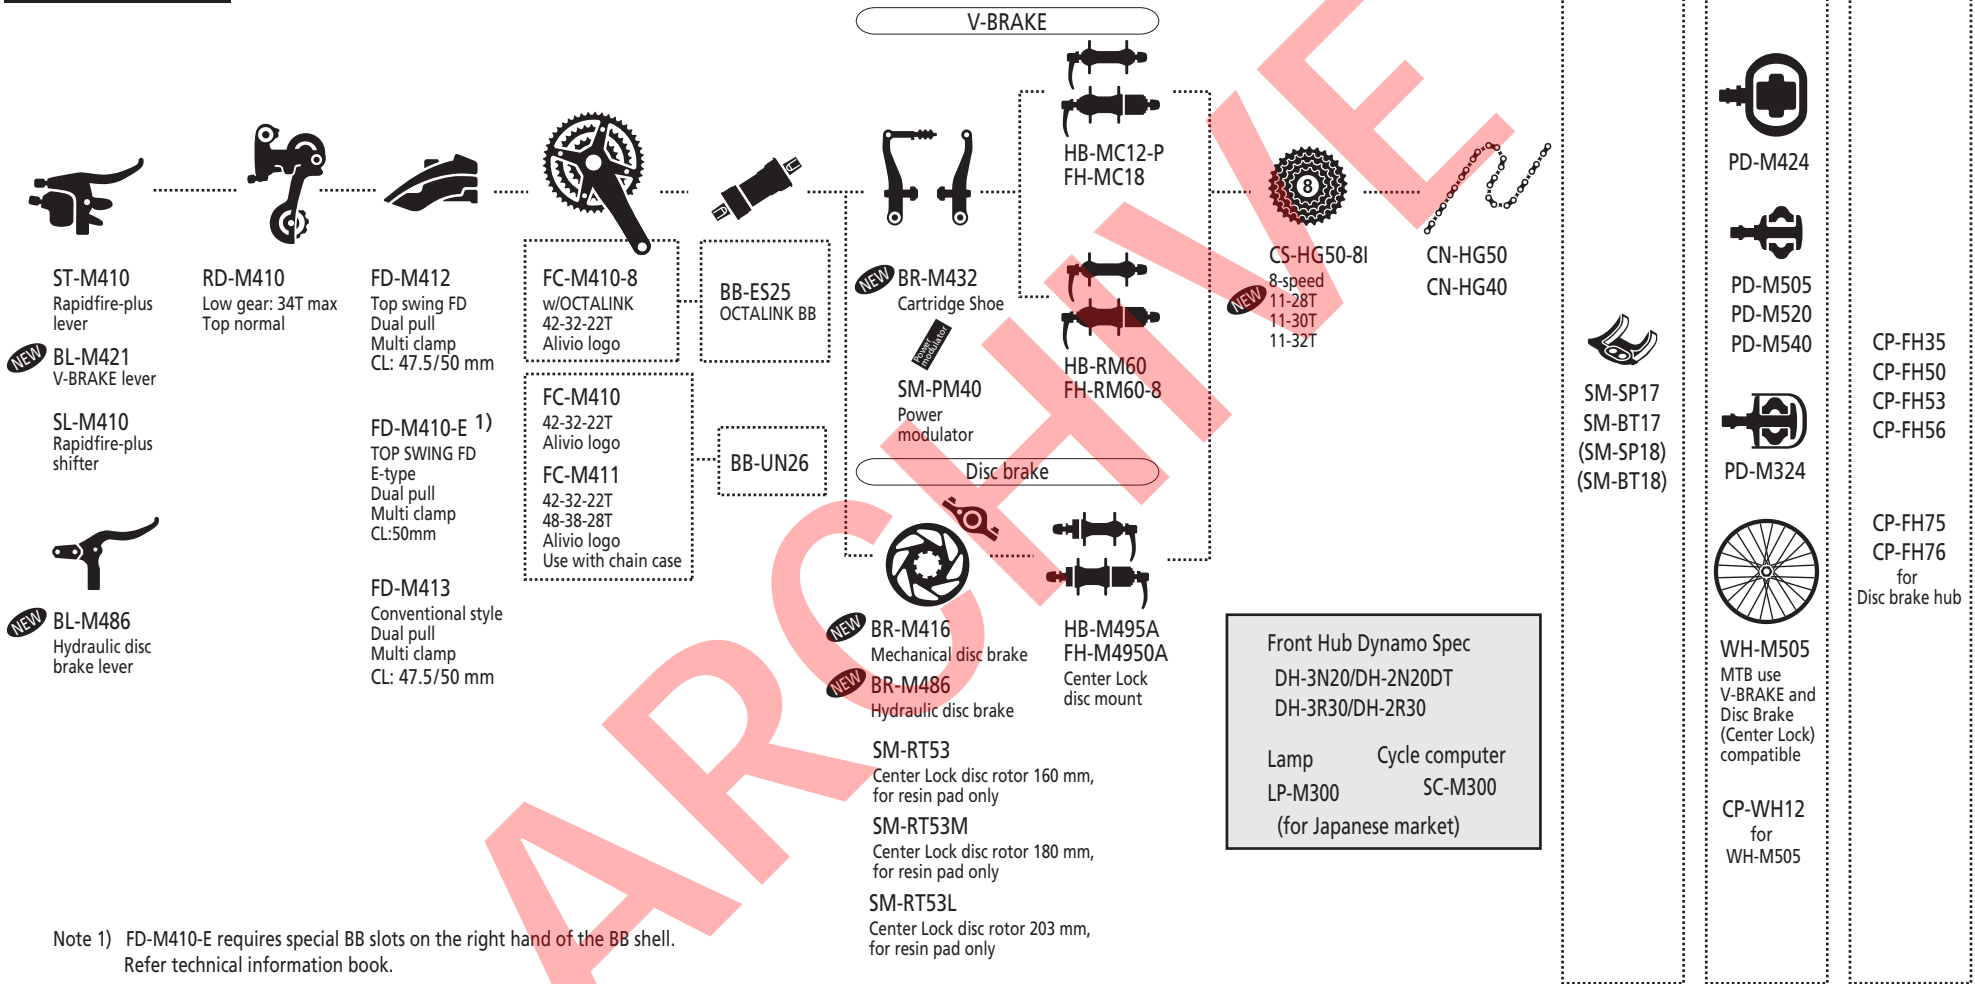 ST-M410
Rapidfire-plus
lever
NEW
BL-M421
V-BRAKE lever
SL-M410
Rapidfire-plus
shifter
NEW
BL-M486
Hydraulic disc
brake lever
RD-M410
Low gear: 34T max
Top normal
FD-M412
Top swing FD
Dual pull
Multi clamp
CL: 47.5/50 mm
FD-M410-E 1)
TOP SWING FD
E-type
Dual pull
Multi clamp
CL:50mm
FD-M413
Conventional style
Dual pull
Multi clamp
CL: 47.5/50 mm
FC-M410-8
w/OCTALINK
42-32-22T
Alivio logo
FC-M410
42-32-22T
Alivio logo
FC-M411
42-32-22T
48-38-28T
Alivio logo
Use with chain case
BB-ES25
OCTALINK BB
BB-UN26
V-BRAKE
NEW
BR-M432
Cartridge Shoe
Power
modulator
SM-PM40
Power
modulator
HB-MC12-P
FH-MC18
HB-RM60
FH-RM60-8
Disc brake
NEW
BR-M416
Mechanical disc brake
NEW
BR-M486
Hydraulic disc brake
SM-RT53
Center Lock disc rotor 160 mm,
for resin pad only
SM-RT53M
Center Lock disc rotor 180 mm,
for resin pad only
SM-RT53L
Center Lock disc rotor 203 mm,
for resin pad only
HB-M495A
FH-M4950A
Center Lock
disc mount
8
CS-HG50-8I
8-speed
NEW
11-28T
11-30T
11-32T
CN-HG50
CN-HG40
Front Hub Dynamo Spec
DH-3N20/DH-2N20DT
DH-3R30/DH-2R30
Lamp
LP-M300
Cycle computer
SC-M300
(for Japanese market)
SM-SP17
SM-BT17
(SM-SP18)
(SM-BT18)
PD-M424
PD-M505
PD-M520
PD-M540
PD-M324
WH-M505
MTB use
V-BRAKE and
Disc Brake
(Center Lock)
compatible
CP-WH12
for
WH-M505
CP-FH35
CP-FH50
CP-FH53
CP-FH56
CP-FH75
CP-FH76
for
Disc brake hub
Note 1) FD-M410-E requires special BB slots on the right hand of the BB shell.
Refer technical information book.
ARCHIVE